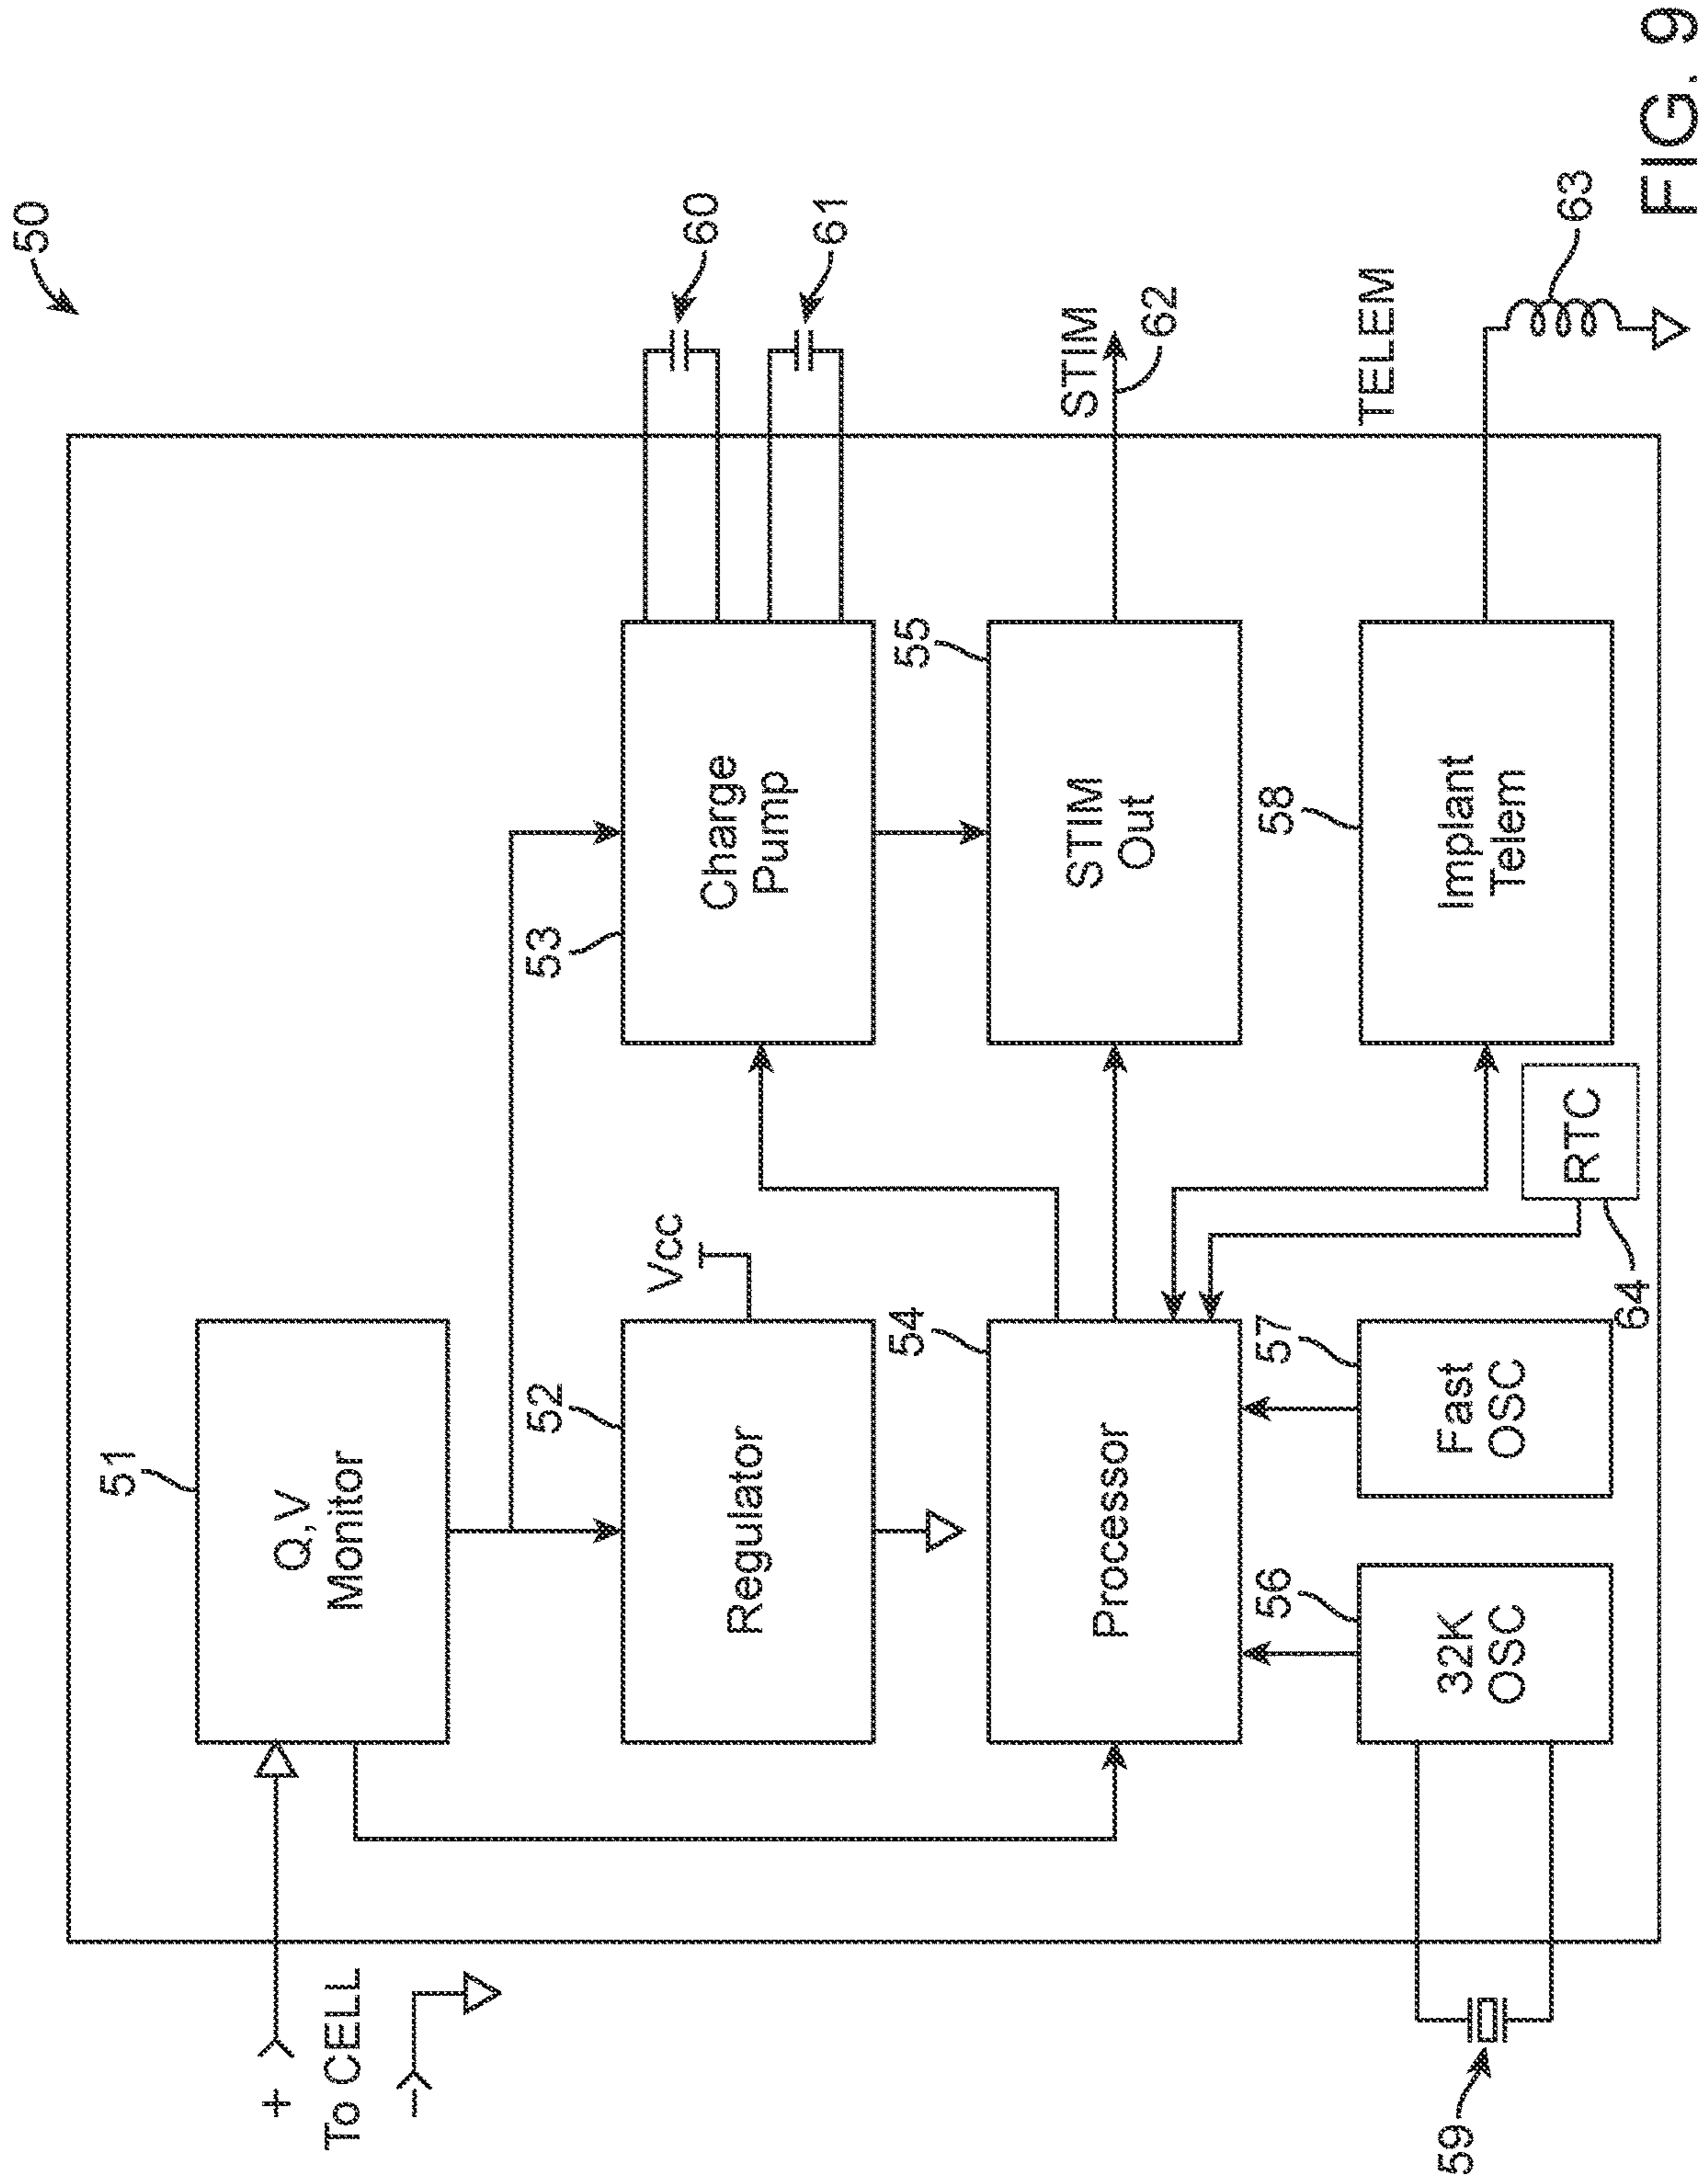 50
51
Q,V
Monitor
+
To CELL
−
52
Regulator
Vcc
53
Charge
Pump
60
61
54
Processor
55
STIM
Out
STIM
62
56
32K
OSC
57
Fast
OSC
64
RTC
58
Implant
Telem
TELEM
63
59
FIG. 9